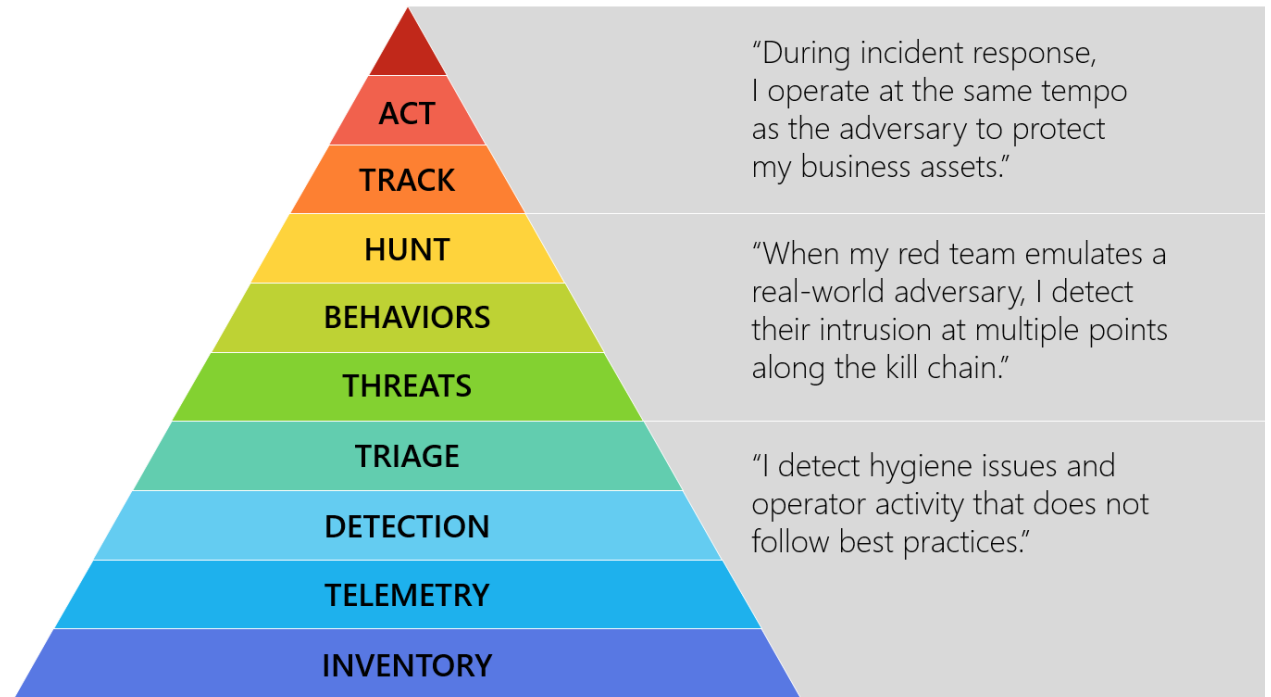 ACT
TRACK
HUNT
BEHAVIORS
THREATS
TRIAGE
DETECTION
TELEMETRY
INVENTORY
“During incident response,
I operate at the same tempo
as the adversary to protect
my business assets.”
“When my red team emulates a
real-world adversary, I detect
their intrusion at multiple points
along the kill chain.”
“I detect hygiene issues and
operator activity that does not
follow best practices.”